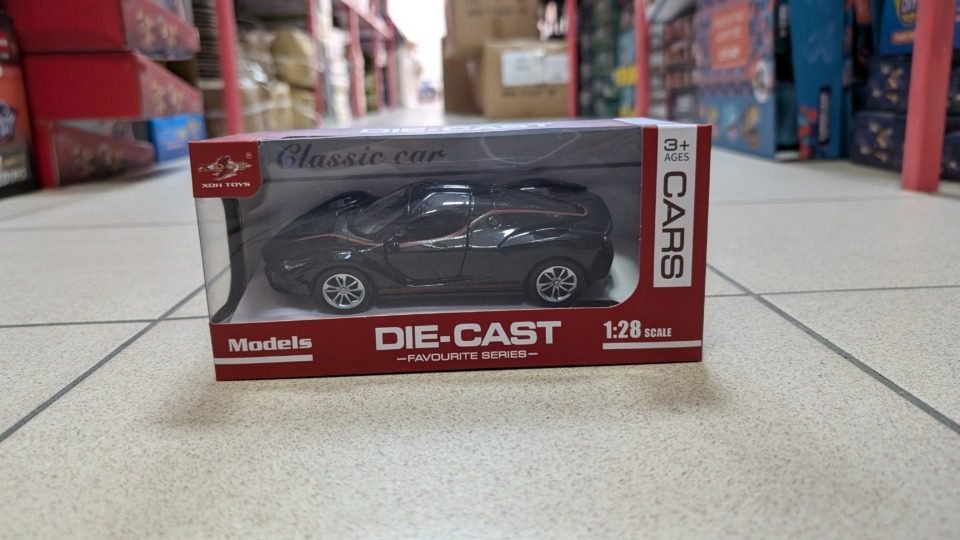 DIE-CAST
XDH TOYS
Classic car
3+
AGES
CARS
Models
DIE-CAST
FAVOURITE SERIES
1:28 SCALE